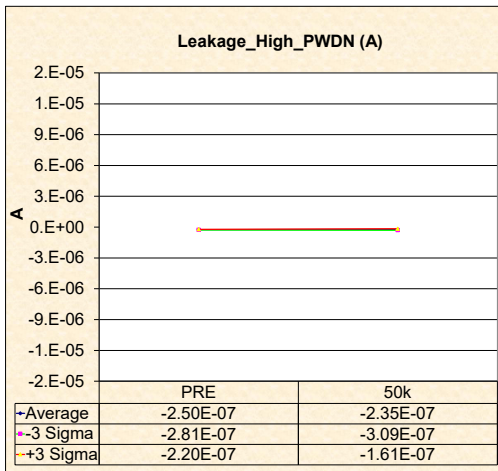 Leakage_High_PWDN (A)
2.E-05
1.E-05
9.E-06
6.E-06
3.E-06
0.E+00
-3.E-06
-6.E-06
-9.E-06
-1.E-05
-2.E-05
A
PRE 50k
Average -2.50E-07 -2.35E-07
-3 Sigma -2.81E-07 -3.09E-07
+3 Sigma -2.20E-07 -1.61E-07